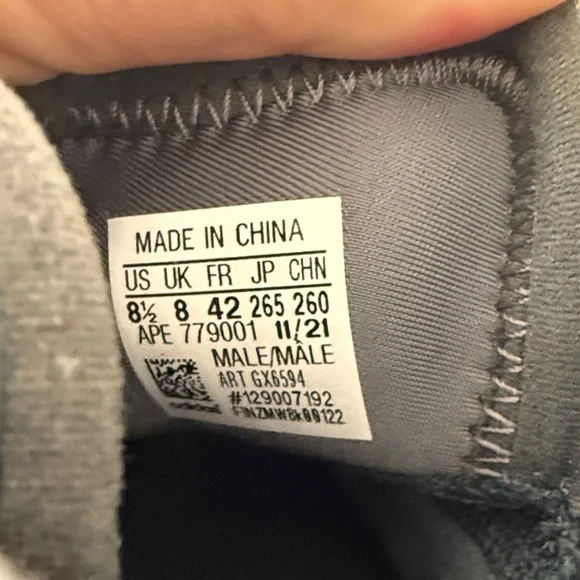 MADE IN CHINA
US UK FR JP CHN
8½ 8 42 265 260
APE 779001 11/21
MALE/MÂLE
ART GX6594
#129007192